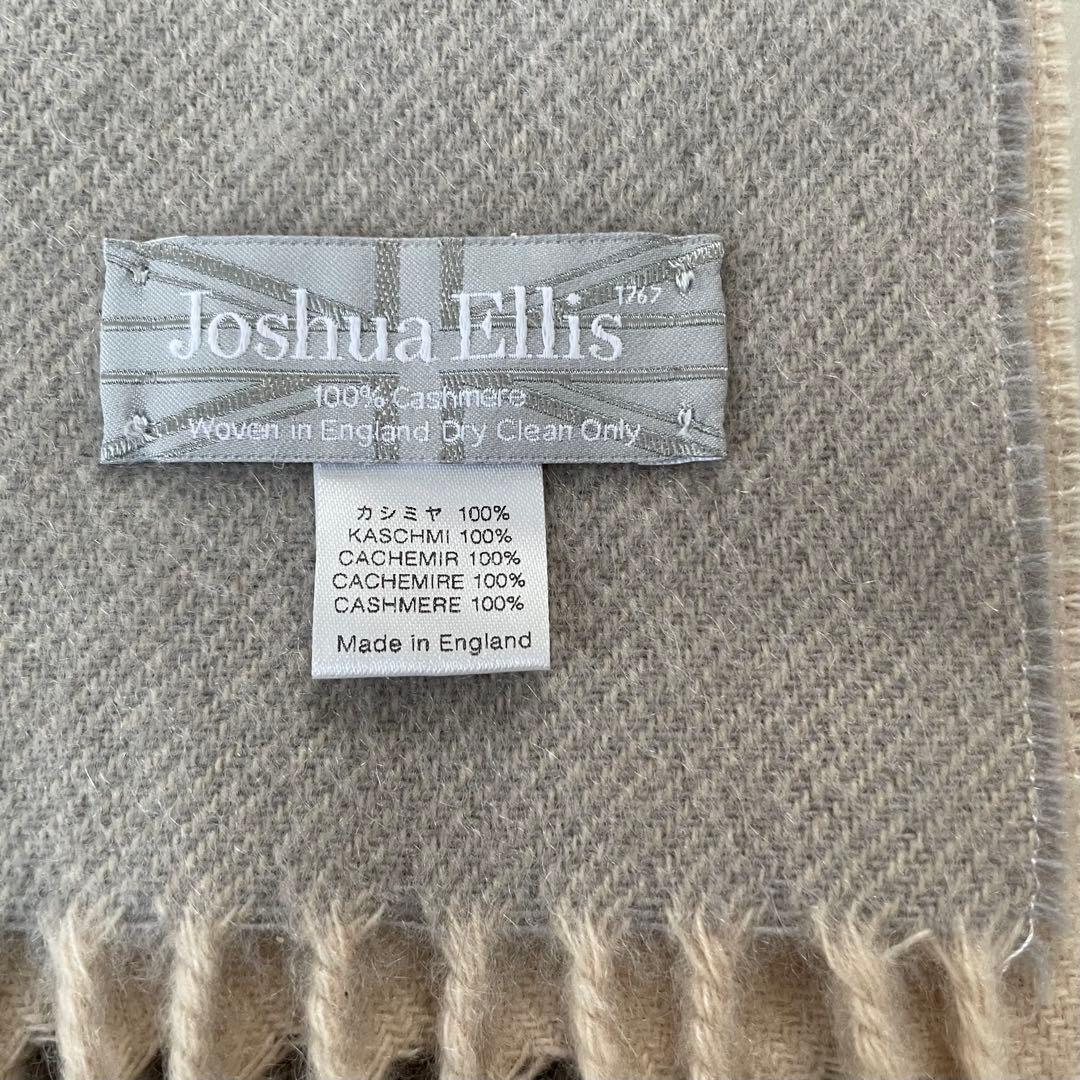 Joshua Ellis 1767
100% Cashmere
Woven in England Dry Clean Only
カシミヤ 100%
KASCHMI 100%
CACHEMIR 100%
CACHEMIRE 100%
CASHMERE 100%
Made in England